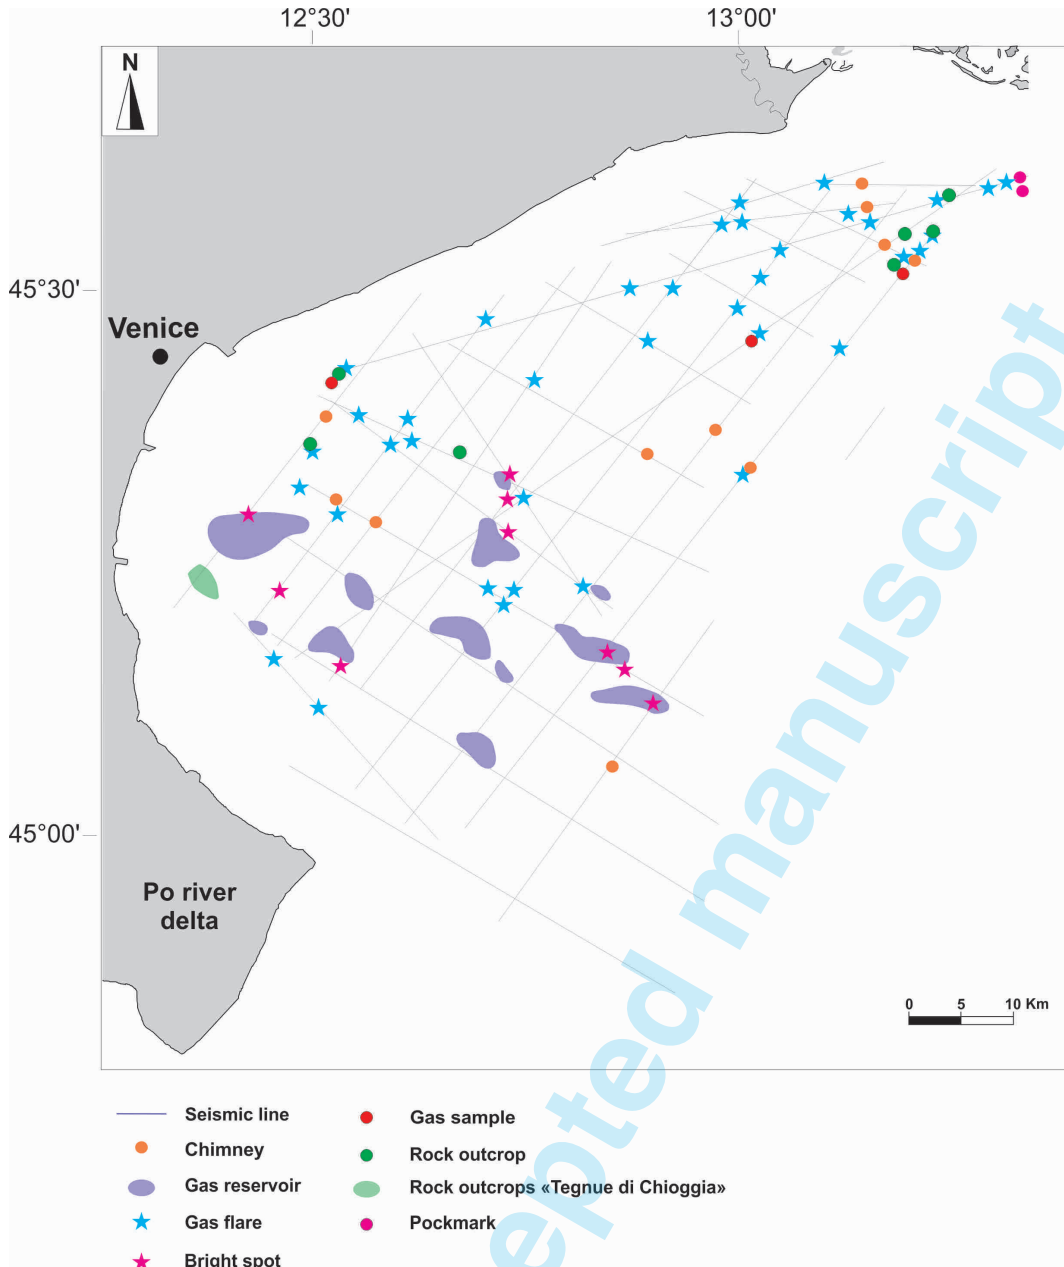 12°30'
13°00'
N
45°30'
Venice
45°00'
Po river
delta
0 5 10 Km
Seismic line
Gas sample
Chimney
Rock outcrop
Gas reservoir
Rock outcrops «Tegnue di Chioggia»
Gas flare
Pockmark
Bright spot
epted manuscript